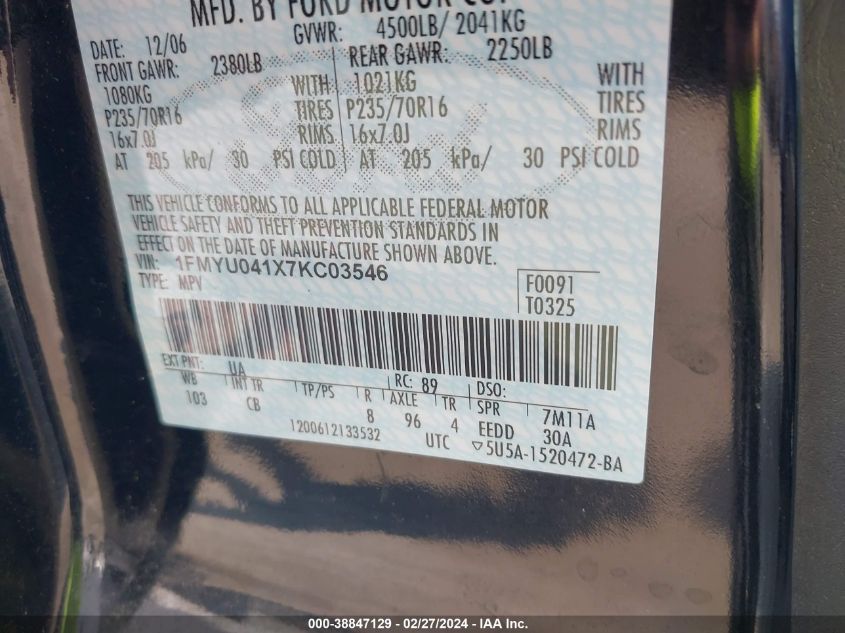 MFD. BY FORD MOTOR CO.
DATE: 12/06 GVWR: 4500LB/ 2041KG
FRONT GAWR: 2380LB REAR GAWR: 2250LB
1080KG WITH 1021KG WITH
P235/70R16 TIRES P235/70R16 TIRES
16x7.0J RIMS 16x7.0J RIMS
AT 205 kPa/ 30 PSI COLD AT 205 kPa/ 30 PSI COLD
THIS VEHICLE CONFORMS TO ALL APPLICABLE FEDERAL MOTOR
VEHICLE SAFETY AND THEFT PREVENTION STANDARDS IN
EFFECT ON THE DATE OF MANUFACTURE SHOWN ABOVE.
VIN: 1FMYU041X7KC03546
TYPE: MPV
F0091
T0325
EXT PNT: UA RC: 89 DSO:
WB INT TR TP/PS R AXLE TR SPR 7M11A
103 CB 8 96 4 EEDD 30A
1200612133532 UTC ▽5U5A-1520472-BA
000-38847129 - 02/27/2024 - IAA Inc.